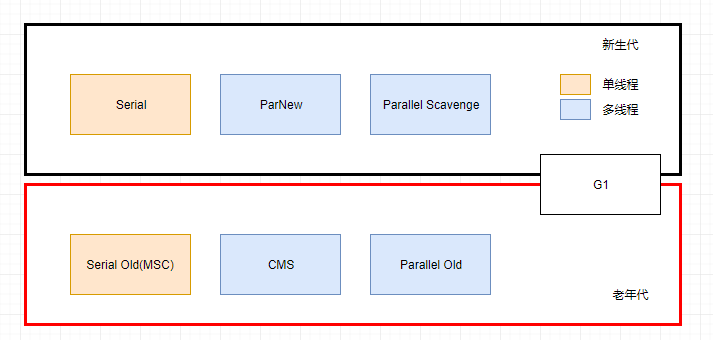 新生代
Serial
ParNew
Parallel Scavenge
单线程
多线程
G1
Serial Old(MSC)
CMS
Parallel Old
老年代